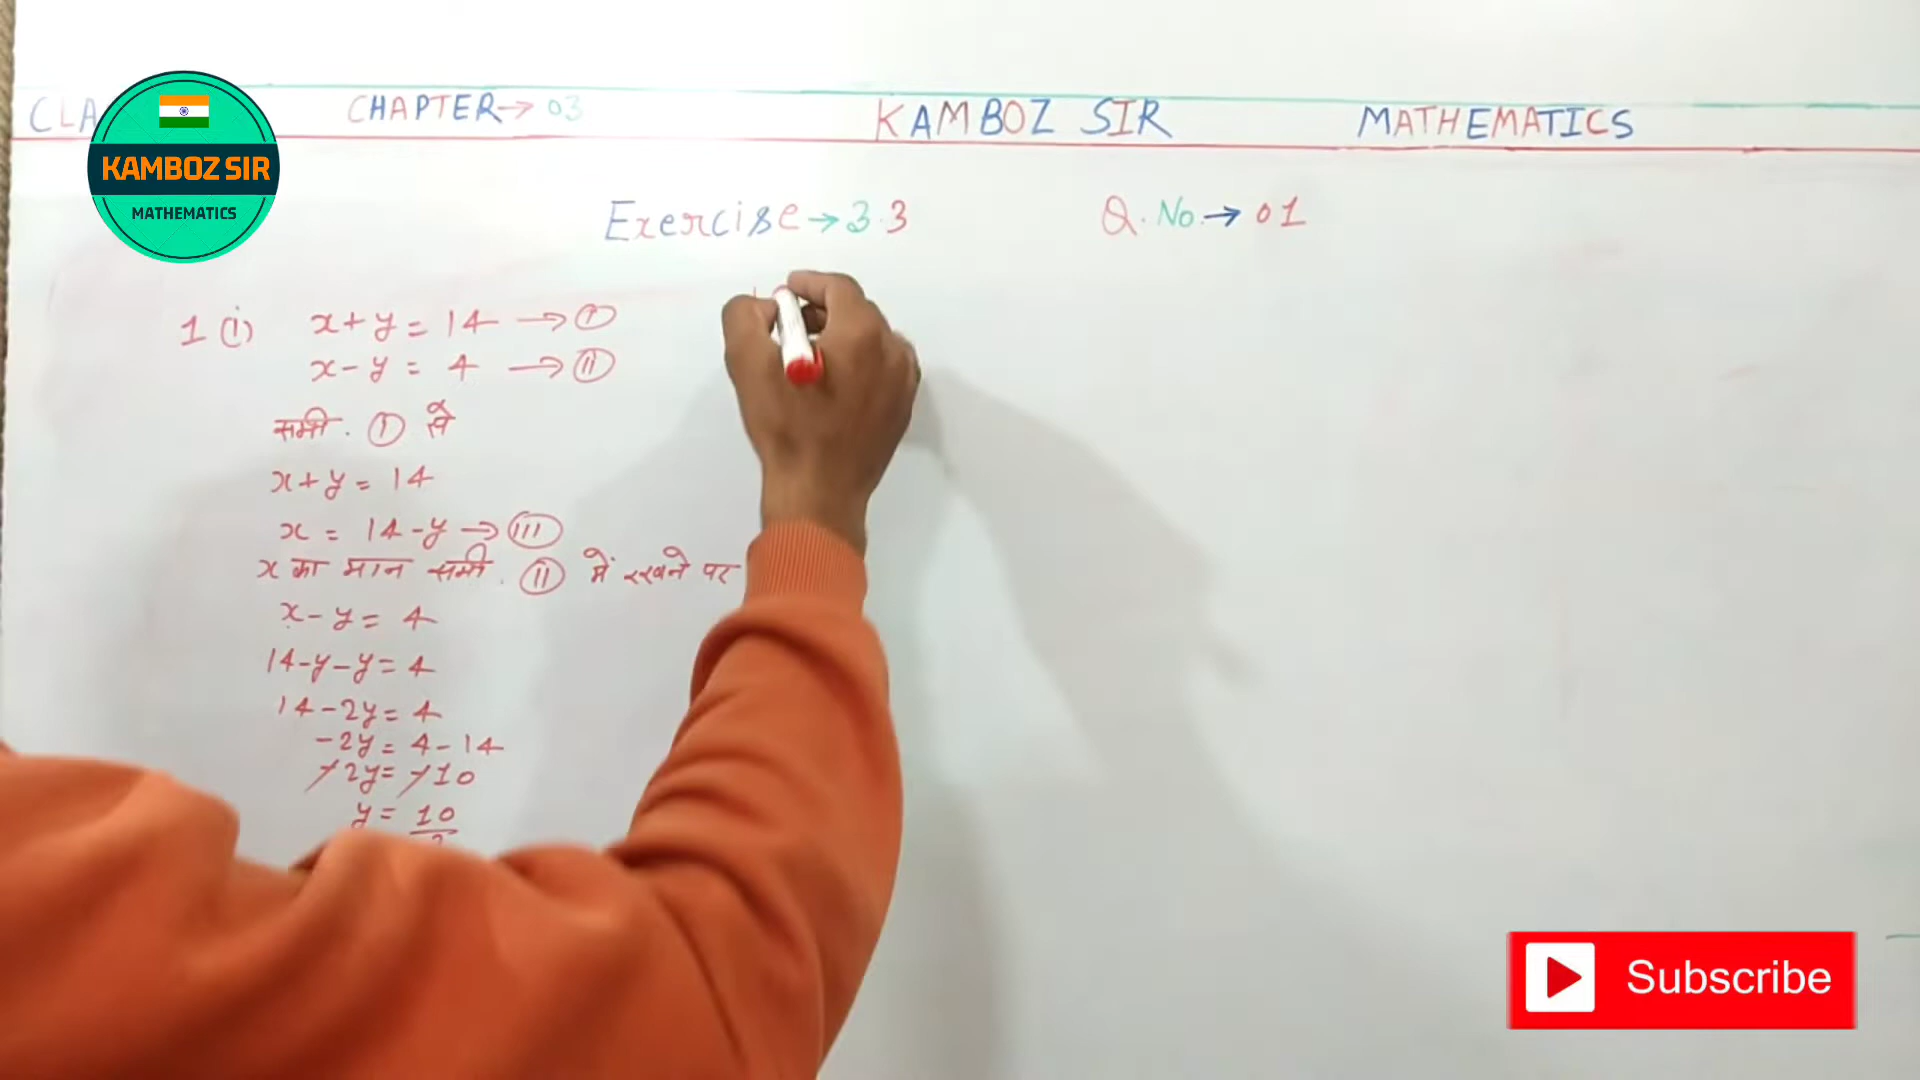 CLA
CHAPTER→ 03
KAMBOZ SIR
MATHEMATICS
KAMBOZ SIR
MATHEMATICS
Exercise→3.3
Q. No.→ 01
1 (i) x+y = 14 → (I)
x-y = 4 → (II)
समी. (I) से
x+y = 14
x = 14-y → (III)
x का मान समी. (II) में रखने पर
x-y = 4
14-y-y = 4
14-2y = 4
-2y = 4-14
-2y = -10
y = 10
2
Subscribe